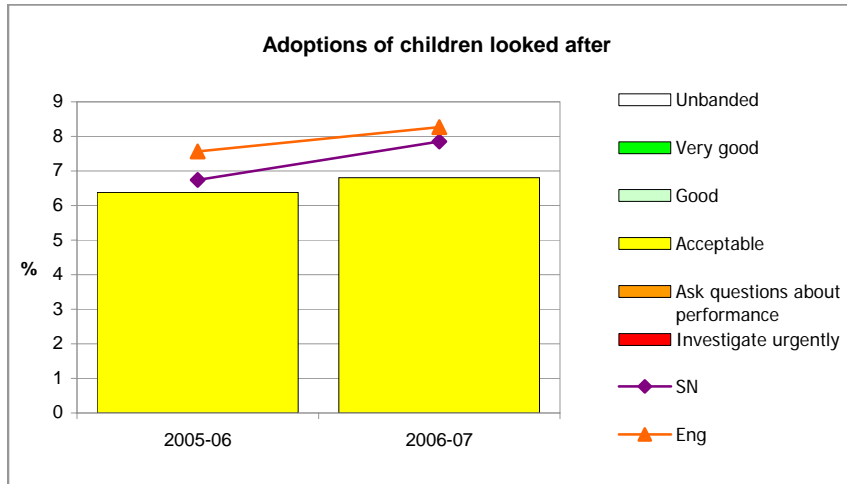 Adoptions of children looked after
9
8
7
6
5
4
3
2
1
0
%
2005-06
2006-07
Unbanded
Very good
Good
Acceptable
Ask questions about
performance
Investigate urgently
SN
Eng